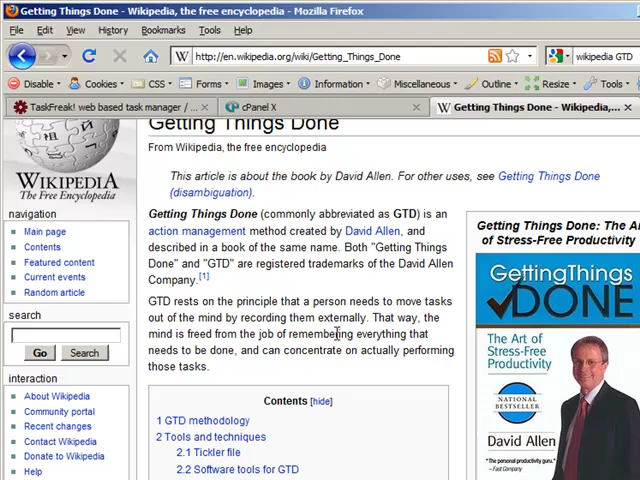 Getting Things Done - Wikipedia, the free encyclopedia - Mozilla Firefox
File Edit View History Bookmarks Tools Help
http://en.wikipedia.org/wiki/Getting_Things_Done
wikipedia GTD
Disable Cookies CSS Forms Images Information Miscellaneous Outline Resize Tools
TaskFreak! web based task manager / ...
cPanel X
Getting Things Done - Wikipedia,...
WIKIPEDIA
The Free Encyclopedia
navigation
Main page
Contents
Featured content
Current events
Random article
search
Go Search
interaction
About Wikipedia
Community portal
Recent changes
Contact Wikipedia
Donate to Wikipedia
Help
Getting Things Done
From Wikipedia, the free encyclopedia
This article is about the book by David Allen. For other uses, see Getting Things Done
(disambiguation).
Getting Things Done (commonly abbreviated as GTD) is an
action management method created by David Allen, and
described in a book of the same name. Both "Getting Things
Done" and "GTD" are registered trademarks of the David Allen
Company.[1]
GTD rests on the principle that a person needs to move tasks
out of the mind by recording them externally. That way, the
mind is freed from the job of remembering everything that
needs to be done, and can concentrate on actually performing
those tasks.
Contents [hide]
1 GTD methodology
2 Tools and techniques
2.1 Tickler file
2.2 Software tools for GTD
Getting Things Done: The Ar
of Stress-Free Productivity
Getting Things
DONE
The Art of
Stress-Free
Productivity
NATIONAL
BESTSELLER
David Allen
"The personal productivity guru."
—Fast Company